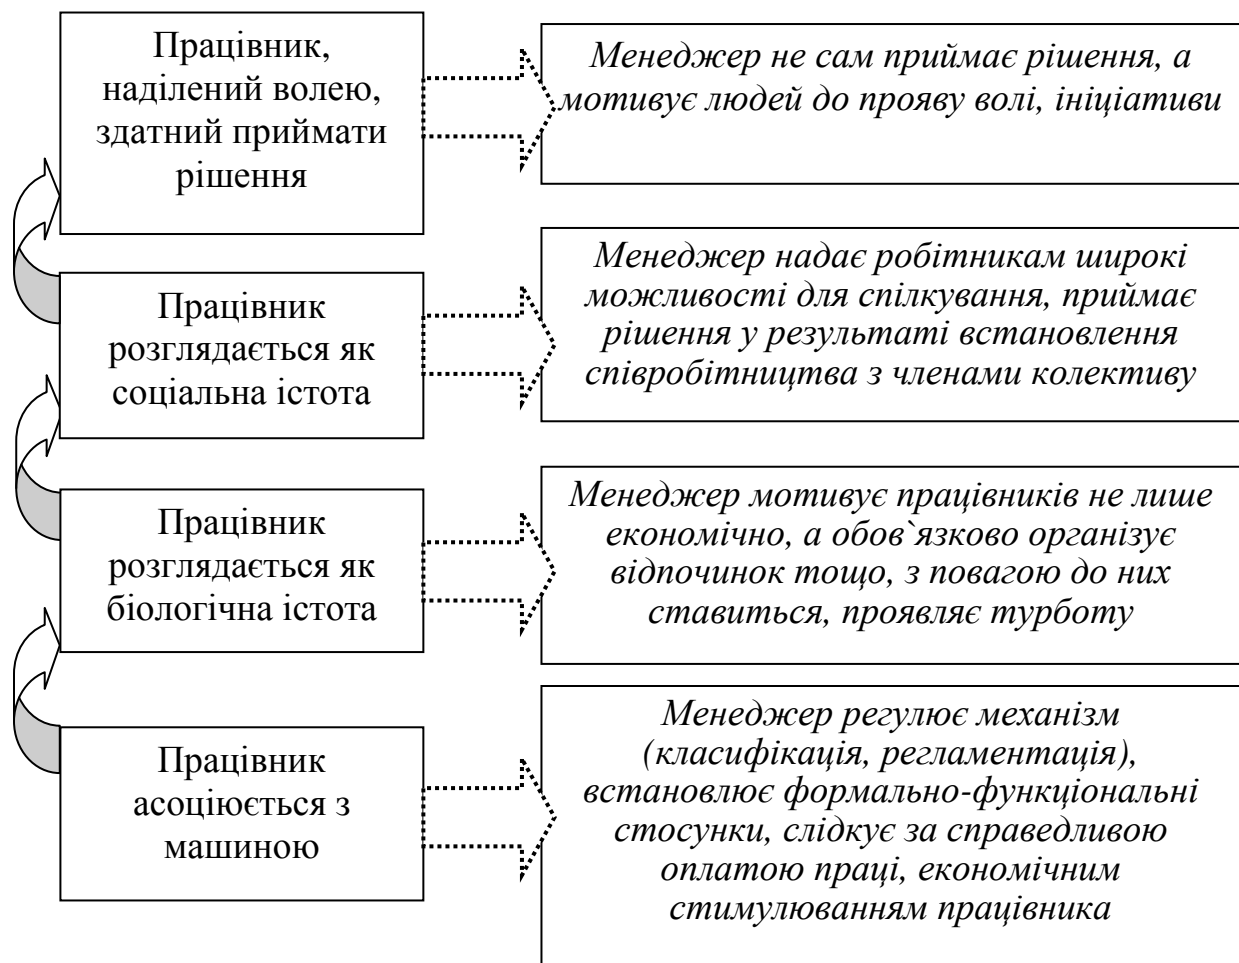 Працівник,
наділений волею,
здатний приймати
рішення
Менеджер не сам приймає рішення, а
мотивує людей до прояву волі, ініціативи
Працівник
розглядається як
соціальна істота
Менеджер надає робітникам широкі
можливості для спілкування, приймає
рішення у результаті встановлення
співробітництва з членами колективу
Працівник
розглядається як
біологічна істота
Менеджер мотивує працівників не лише
економічно, а обов`язково організує
відпочинок тощо, з повагою до них
ставиться, проявляє турботу
Працівник
асоціюється з
машиною
Менеджер регулює механізм
(класифікація, регламентація),
встановлює формально-функціональні
стосунки, слідкує за справедливою
оплатою праці, економічним
стимулюванням працівника